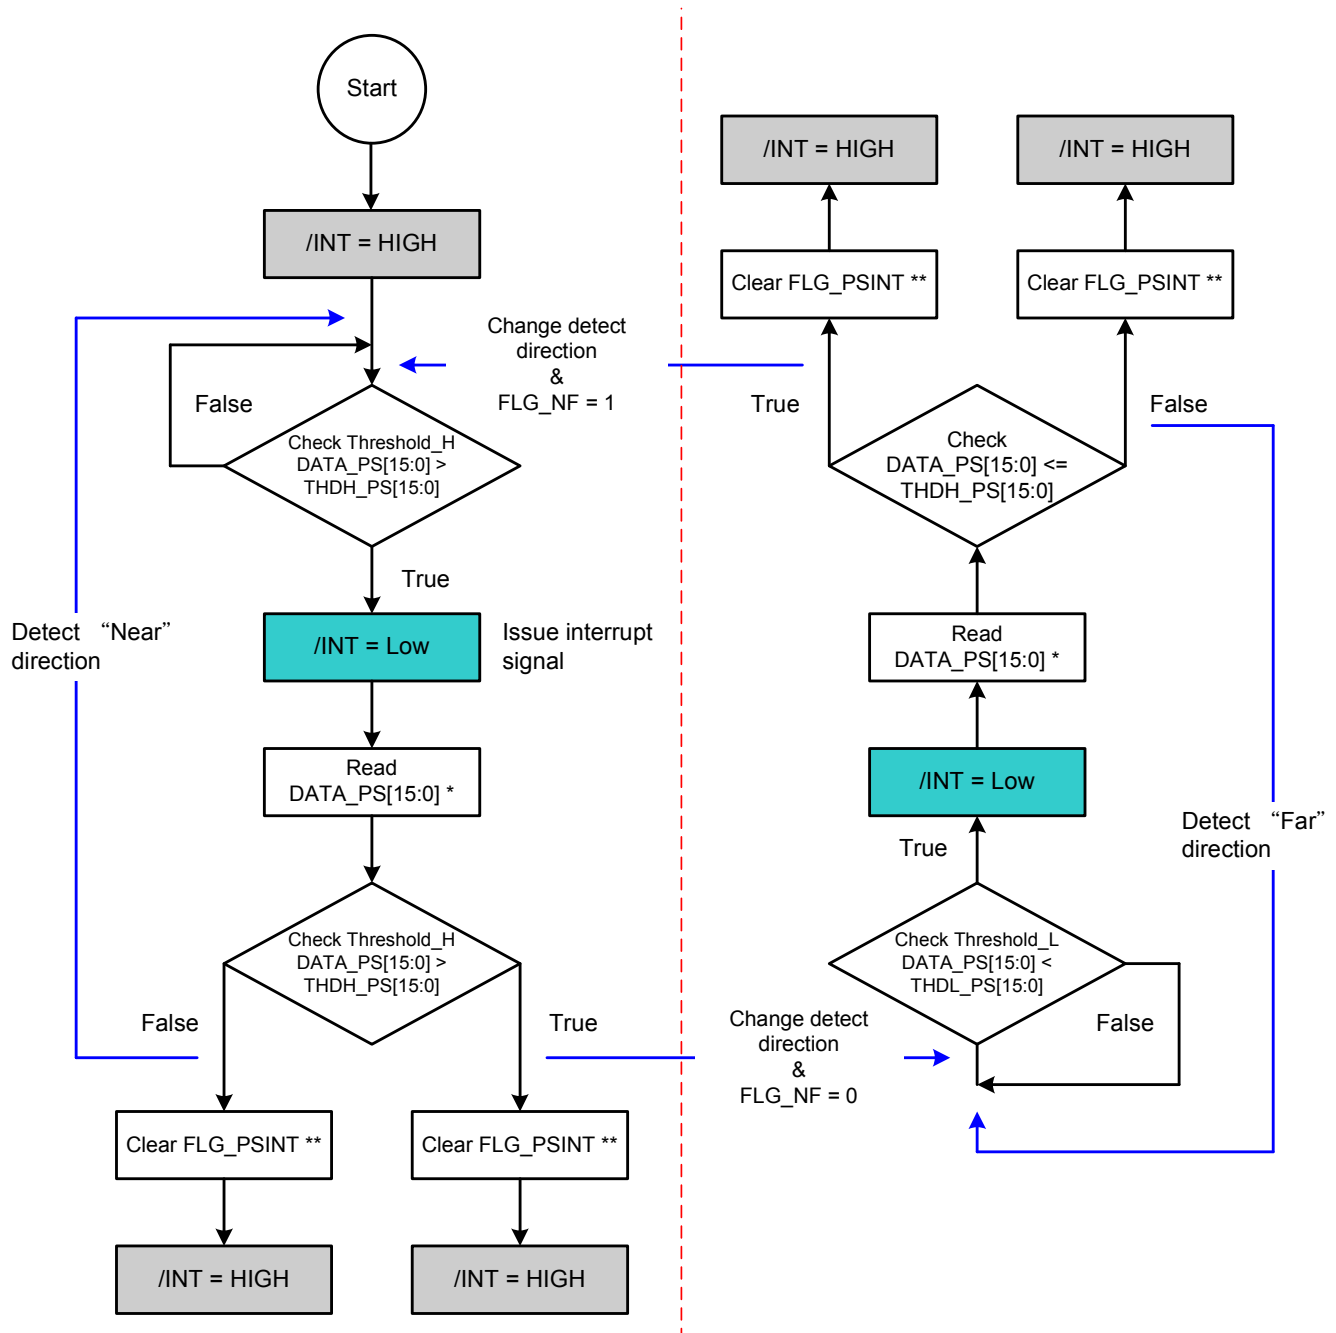 Start
/INT = HIGH
Change detect
direction
&
FLG_NF = 1
False
Check Threshold_H
DATA_PS[15:0] >
THDH_PS[15:0]
True
Detect “Near”
direction
/INT = Low
Issue interrupt
signal
Read
DATA_PS[15:0] *
Check Threshold_H
DATA_PS[15:0] >
THDH_PS[15:0]
False
True
Clear FLG_PSINT **
Clear FLG_PSINT **
/INT = HIGH
/INT = HIGH
/INT = HIGH
/INT = HIGH
Clear FLG_PSINT **
Clear FLG_PSINT **
True
False
Check
DATA_PS[15:0] <=
THDH_PS[15:0]
Read
DATA_PS[15:0] *
/INT = Low
Detect “Far”
direction
True
Check Threshold_L
DATA_PS[15:0] <
THDL_PS[15:0]
False
Change detect
direction
&
FLG_NF = 0